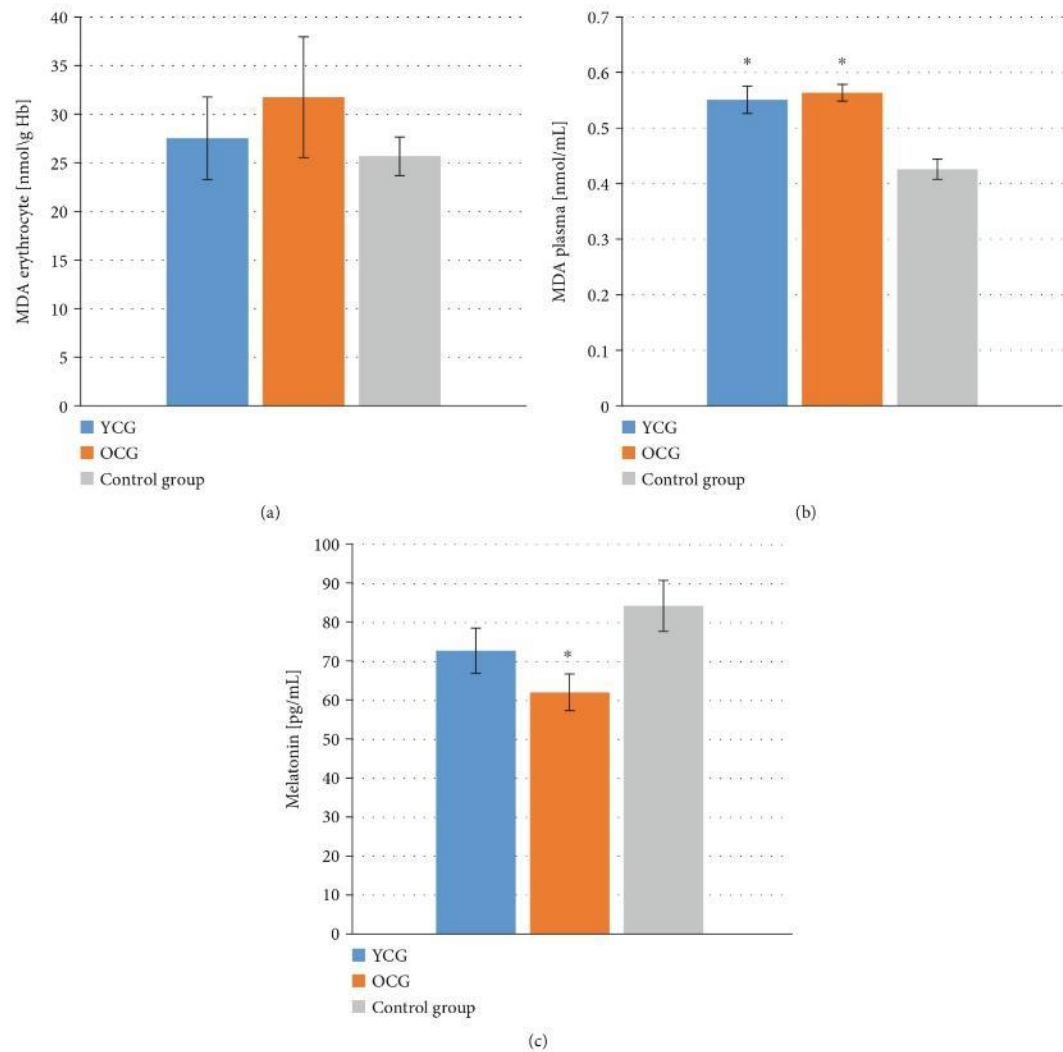 40
35
30
25
20
15
10
5
0
MDA erythrocyte [nmol\g Hb]
YCG
OCG
Control group
(a)
0.7
0.6
0.5
0.4
0.3
0.2
0.1
0
MDA plasma [nmol/mL]
*
*
YCG
OCG
Control group
(b)
100
90
80
70
60
50
40
30
20
10
0
Melatonin [pg/mL]
*
YCG
OCG
Control group
(c)